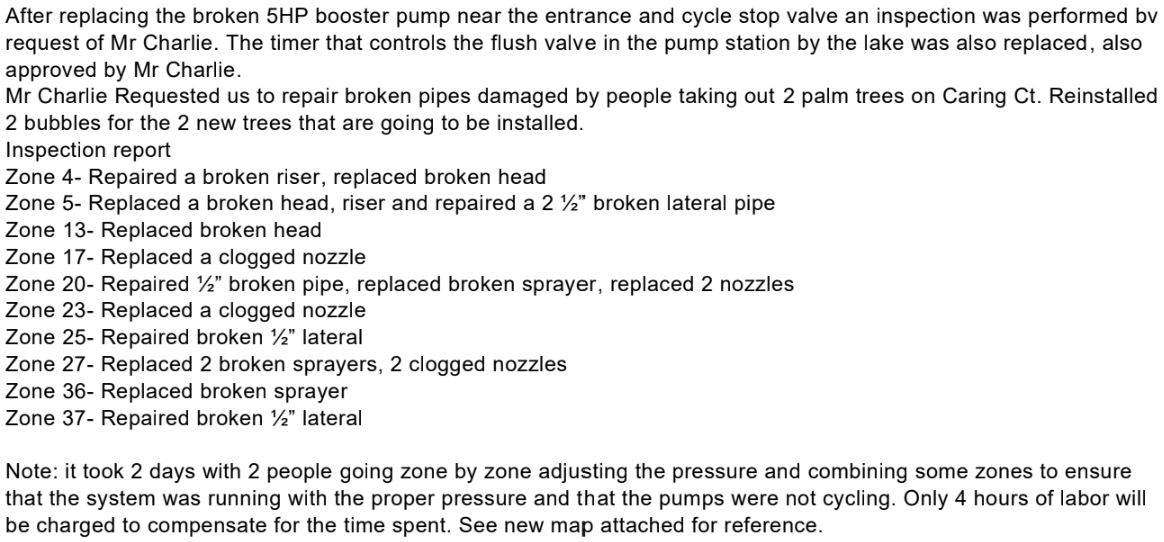 After replacing the broken 5HP booster pump near the entrance and cycle stop valve an inspection was performed by
request of Mr Charlie. The timer that controls the flush valve in the pump station by the lake was also replaced, also
approved by Mr Charlie.
Mr Charlie Requested us to repair broken pipes damaged by people taking out 2 palm trees on Caring Ct. Reinstalled
2 bubbles for the 2 new trees that are going to be installed.
Inspection report
Zone 4- Repaired a broken riser, replaced broken head
Zone 5- Replaced a broken head, riser and repaired a 2 ½” broken lateral pipe
Zone 13- Replaced broken head
Zone 17- Replaced a clogged nozzle
Zone 20- Repaired ½” broken pipe, replaced broken sprayer, replaced 2 nozzles
Zone 23- Replaced a clogged nozzle
Zone 25- Repaired broken ½” lateral
Zone 27- Replaced 2 broken sprayers, 2 clogged nozzles
Zone 36- Replaced broken sprayer
Zone 37- Repaired broken ½” lateral
Note: it took 2 days with 2 people going zone by zone adjusting the pressure and combining some zones to ensure
that the system was running with the proper pressure and that the pumps were not cycling. Only 4 hours of labor will
be charged to compensate for the time spent. See new map attached for reference.